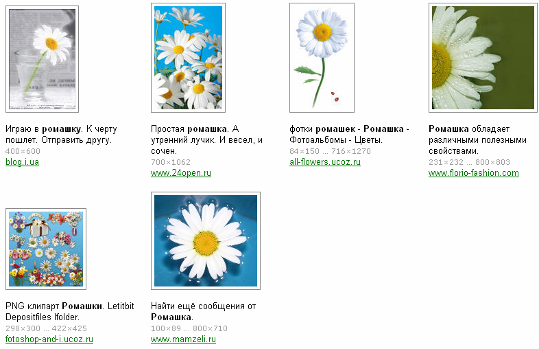 Играю в ромашку. К черту
пошлет. Отправить другу.
400×600
blog.i.ua
Простая ромашка. А
утренний лучик. И весел, и
сочен.
700×1062
www.24open.ru
фотки ромашек - Ромашка -
Фотоальбомы - Цветы.
84×150 ... 716×1270
all-flowers.ucoz.ru
Ромашка обладает
различными полезными
свойствами.
231×232 ... 800×803
www.florio-fashion.com
PNG клипарт Ромашки. Letitbit
Depositfiles Ifolder.
298×300 ... 422×425
fotoshop-and-i.ucoz.ru
Найти ещё сообщения от
Ромашка.
100×89 ... 800×710
www.mamzeli.ru